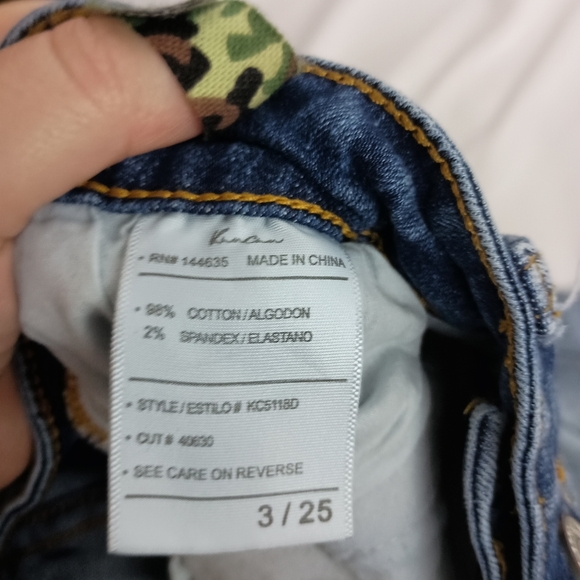 KanCan
• RN# 144635 MADE IN CHINA
• 98% COTTON/ALGODON
2% SPANDEX/ELASTANO
• STYLE/ESTILO# KC5118D
• CUT# 40630
• SEE CARE ON REVERSE
3 / 25